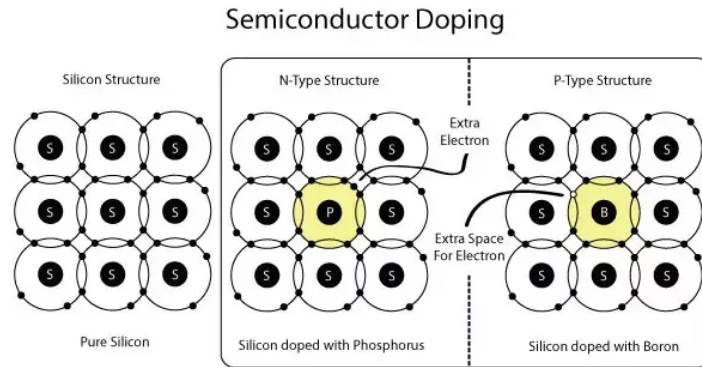 Semiconductor Doping
Silicon Structure
N-Type Structure
P-Type Structure
Extra
Electron
S S S
S S S
S S S
S S S
S P S
S S S
S S S
S B S
S S S
Extra Space
For Electron
Pure Silicon
Silicon doped with Phosphorus
Silicon doped with Boron